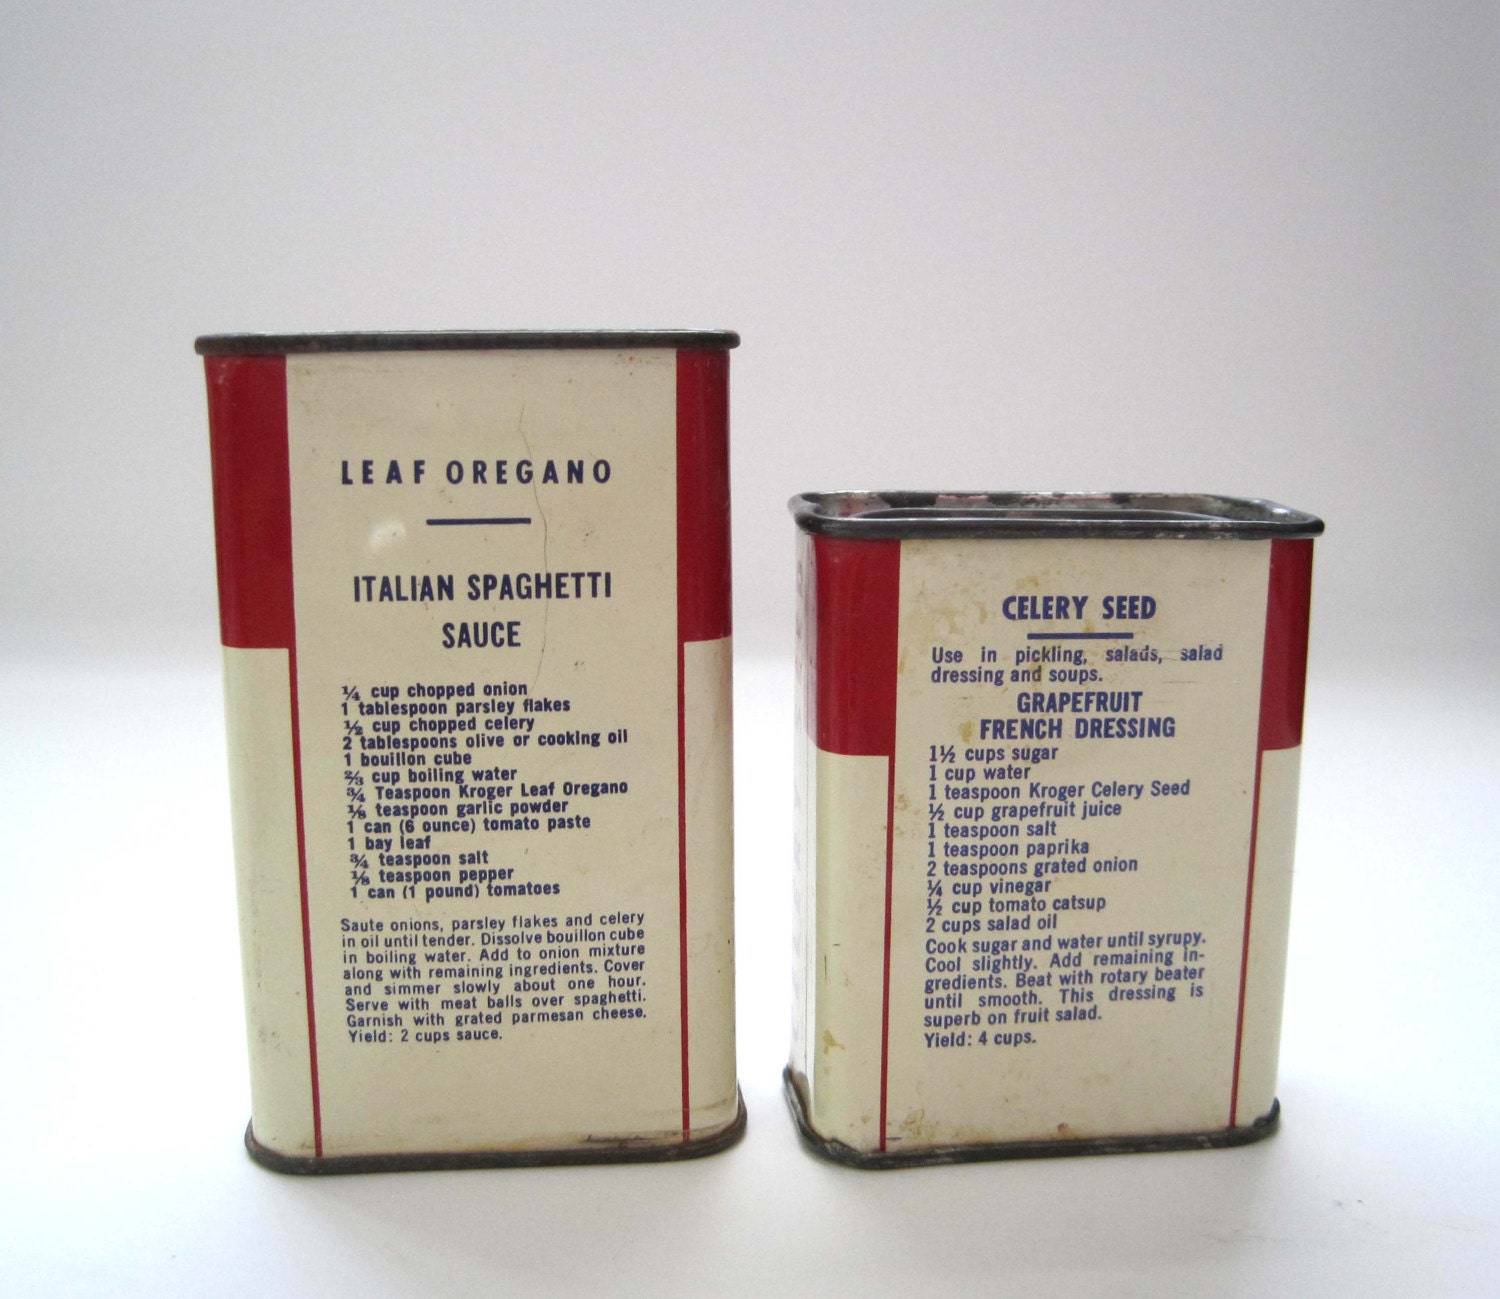 LEAF OREGANO
ITALIAN SPAGHETTI
SAUCE
¼ cup chopped onion
1 tablespoon parsley flakes
½ cup chopped celery
2 tablespoons olive or cooking oil
1 bouillon cube
⅔ cup boiling water
¾ Teaspoon Kroger Leaf Oregano
⅛ teaspoon garlic powder
1 can (6 ounce) tomato paste
1 bay leaf
¾ teaspoon salt
⅛ teaspoon pepper
1 can (1 pound) tomatoes
Saute onions, parsley flakes and celery
in oil until tender. Dissolve bouillon cube
in boiling water. Add to onion mixture
along with remaining ingredients. Cover
and simmer slowly about one hour.
Serve with meat balls over spaghetti.
Garnish with grated parmesan cheese.
Yield: 2 cups sauce.
CELERY SEED
Use in pickling, salads, salad
dressing and soups.
GRAPEFRUIT
FRENCH DRESSING
1½ cups sugar
1 cup water
1 teaspoon Kroger Celery Seed
½ cup grapefruit juice
1 teaspoon salt
1 teaspoon paprika
2 teaspoons grated onion
¼ cup vinegar
½ cup tomato catsup
2 cups salad oil
Cook sugar and water until syrupy.
Cool slightly. Add remaining in-
gredients. Beat with rotary beater
until smooth. This dressing is
superb on fruit salad.
Yield: 4 cups.